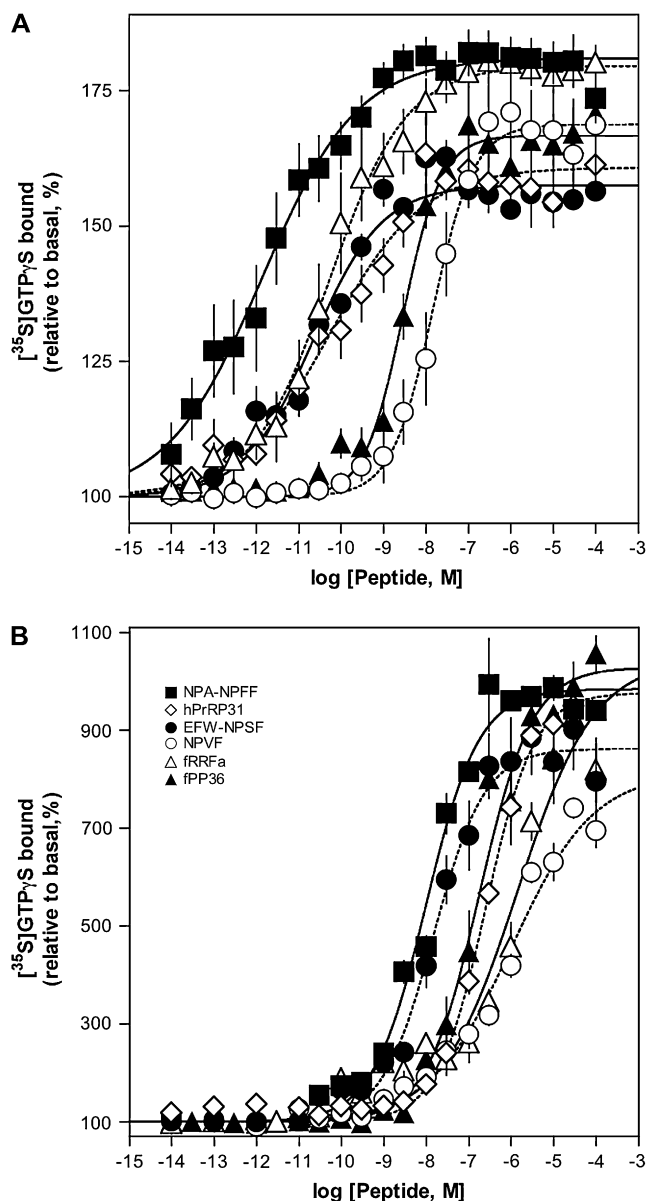 A
[³⁵S]GTPγS bound
(relative to basal, %)
175
150
125
100
-15 -14 -13 -12 -11 -10 -9 -8 -7 -6 -5 -4 -3
log [Peptide, M]
B
[³⁵S]GTPγS bound
(relative to basal,%)
1100
900
700
500
300
100
NPA-NPFF
hPrRP31
EFW-NPSF
NPVF
fRRFa
fPP36
-15 -14 -13 -12 -11 -10 -9 -8 -7 -6 -5 -4 -3
log [Peptide, M]